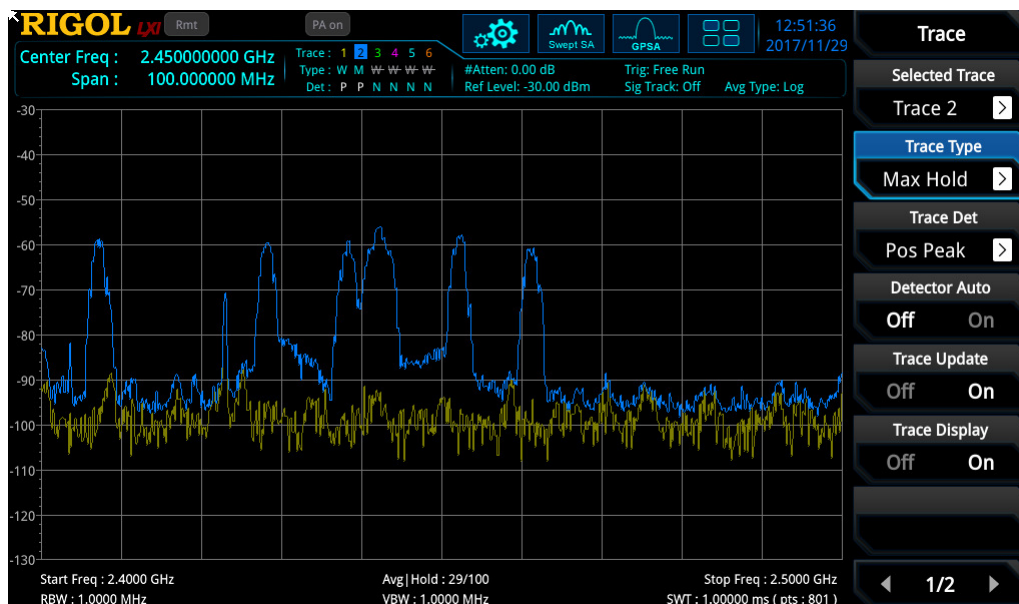 RIGOL LXI Rmt PA on Swept SA GPSA 12:51:36
2017/11/29
Center Freq : 2.450000000 GHz
Span : 100.000000 MHz
Trace : 1 2 3 4 5 6
Type : W M W W W W
Det : P P N N N N
#Atten: 0.00 dB Trig: Free Run
Ref Level: -30.00 dBm Sig Track: Off Avg Type: Log
-30
-40
-50
-60
-70
-80
-90
-100
-110
-120
-130
Start Freq : 2.4000 GHz Avg|Hold : 29/100 Stop Freq : 2.5000 GHz
RBW : 1.0000 MHz VBW : 1.0000 MHz SWT : 1.00000 ms ( pts : 801 )
Trace
Selected Trace
Trace 2 >
Trace Type
Max Hold >
Trace Det
Pos Peak >
Detector Auto
Off On
Trace Update
Off On
Trace Display
Off On
1/2